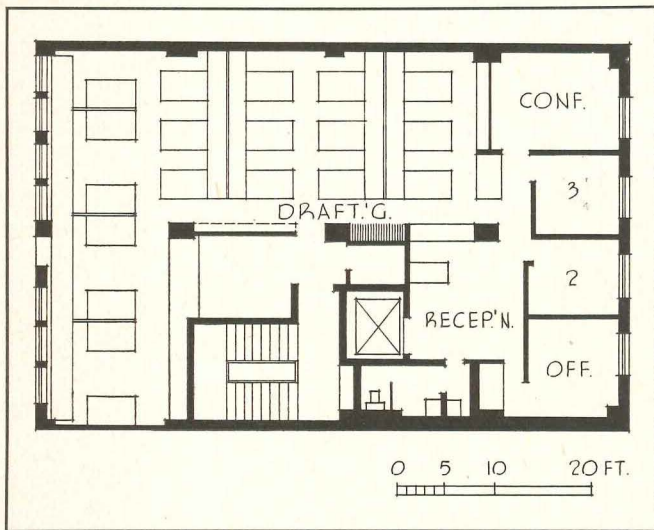 CONF.
3'
DRAFT.'G.
2
RECEP.'N.
OFF.
0 5 10 20 FT.